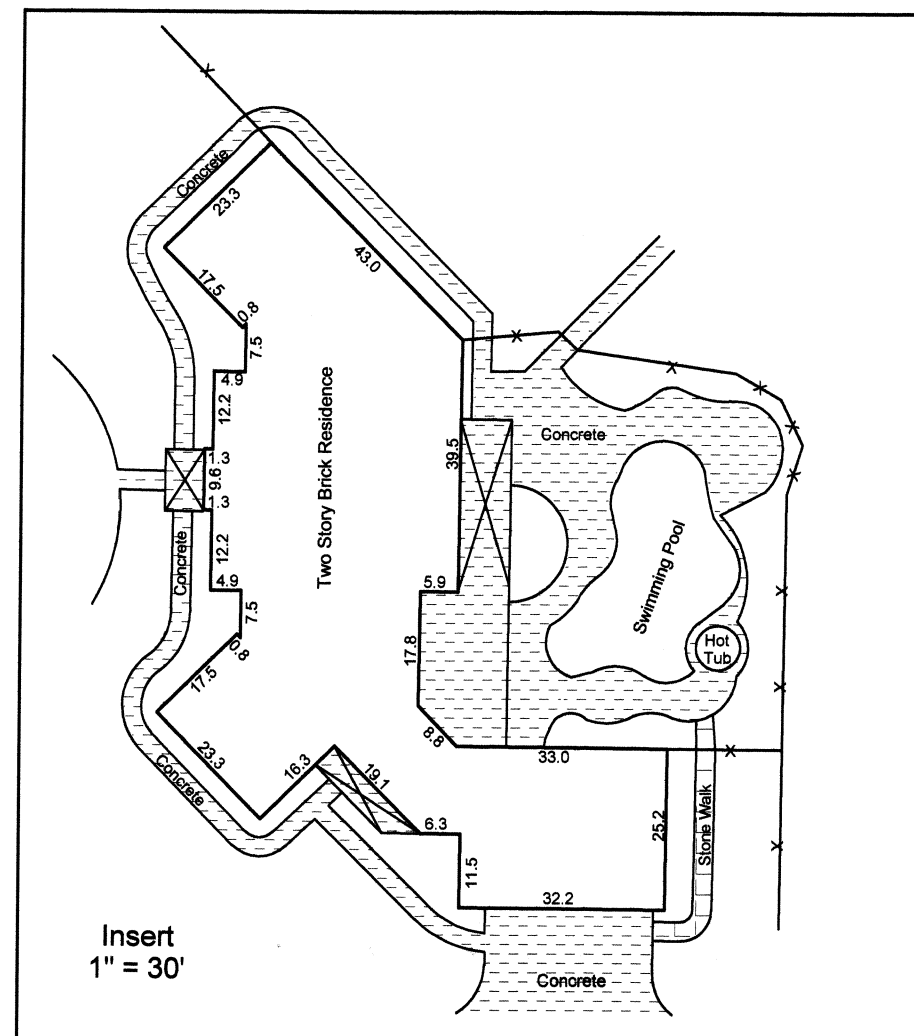 Concrete
23.3
43.0
17.5
0.8
7.5
4.9
12.2
1.3
9.6
1.3
12.2
4.9
7.5
0.8
17.5
23.3
16.3
19.1
6.3
11.5
32.2
25.2
33.0
8.8
17.8
5.9
39.5
Two Story Brick Residence
Concrete
Swimming Pool
Hot
Tub
Concrete
Concrete
Stone Walk
Concrete
Insert
1" = 30'